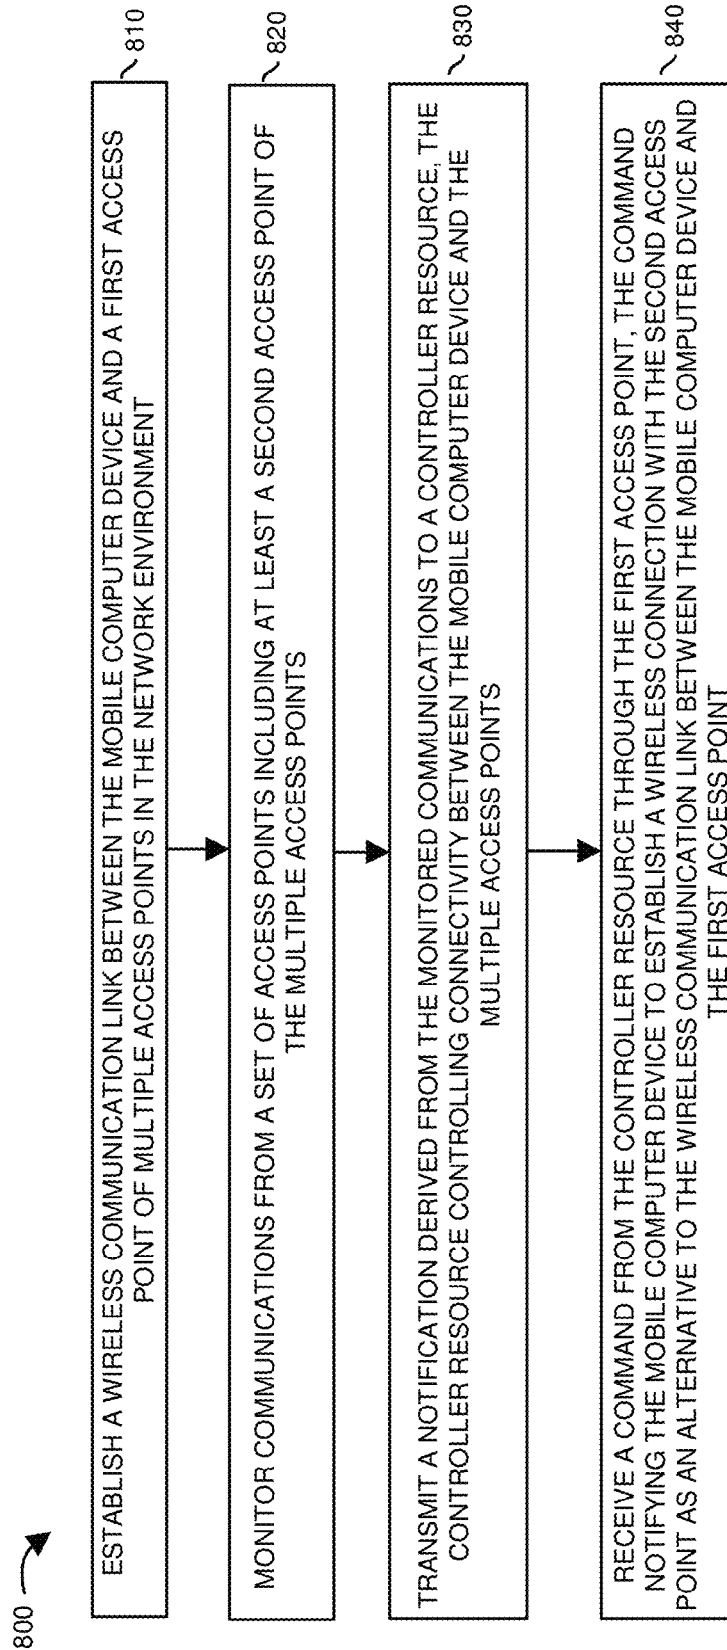 800
ESTABLISH A WIRELESS COMMUNICATION LINK BETWEEN THE MOBILE COMPUTER DEVICE AND A FIRST ACCESS
POINT OF MULTIPLE ACCESS POINTS IN THE NETWORK ENVIRONMENT
810
MONITOR COMMUNICATIONS FROM A SET OF ACCESS POINTS INCLUDING AT LEAST A SECOND ACCESS POINT OF
THE MULTIPLE ACCESS POINTS
820
TRANSMIT A NOTIFICATION DERIVED FROM THE MONITORED COMMUNICATIONS TO A CONTROLLER RESOURCE, THE
CONTROLLER RESOURCE CONTROLLING CONNECTIVITY BETWEEN THE MOBILE COMPUTER DEVICE AND THE
MULTIPLE ACCESS POINTS
830
RECEIVE A COMMAND FROM THE CONTROLLER RESOURCE THROUGH THE FIRST ACCESS POINT, THE COMMAND
NOTIFYING THE MOBILE COMPUTER DEVICE TO ESTABLISH A WIRELESS CONNECTION WITH THE SECOND ACCESS
POINT AS AN ALTERNATIVE TO THE WIRELESS COMMUNICATION LINK BETWEEN THE MOBILE COMPUTER DEVICE AND
THE FIRST ACCESS POINT
840